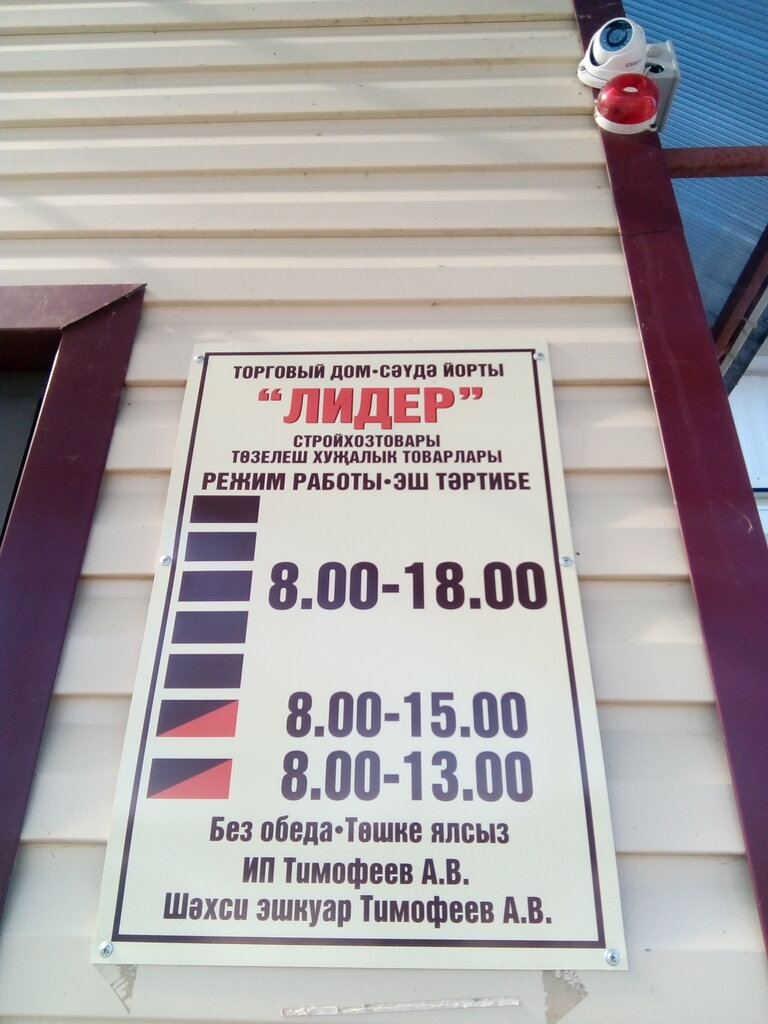 ТОРГОВЫЙ ДОМ•СӘҮДӘ ЙОРТЫ
“ЛИДЕР”
СТРОЙХОЗТОВАРЫ
ТӨЗЕЛЕШ ХУҖАЛЫК ТОВАРЛАРЫ
РЕЖИМ РАБОТЫ•ЭШ ТӘРТИБЕ
8.00-18.00
8.00-15.00
8.00-13.00
Без обеда•Төшке ялсыз
ИП Тимофеев А.В.
Шәхси эшкуар Тимофеев А.В.